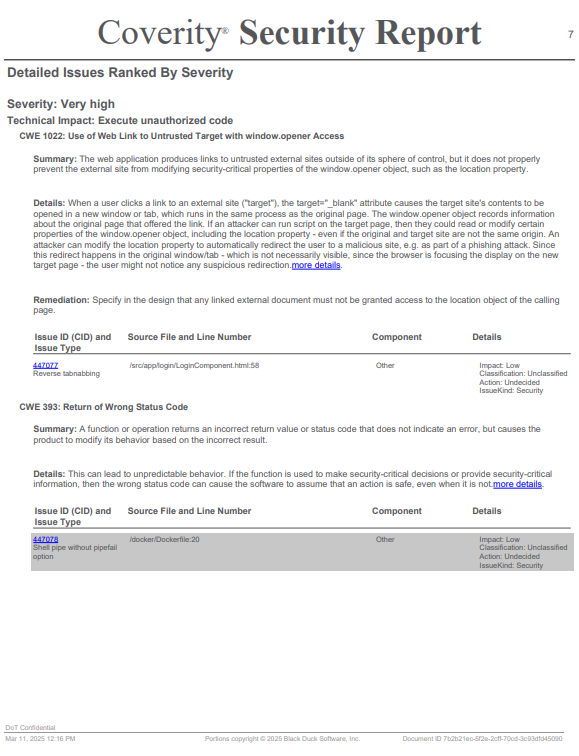 Coverity® Security Report
7
Detailed Issues Ranked By Severity
Severity: Very high
Technical Impact: Execute unauthorized code
CWE 1022: Use of Web Link to Untrusted Target with window.opener Access
Summary: The web application produces links to untrusted external sites outside of its sphere of control, but it does not properly
prevent the external site from modifying security-critical properties of the window.opener object, such as the location property.
Details: When a user clicks a link to an external site ("target"), the target="_blank" attribute causes the target site's contents to be
opened in a new window or tab, which runs in the same process as the original page. The window.opener object records information
about the original page that offered the link. If an attacker can run script on the target page, then they could read or modify certain
properties of the window.opener object, including the location property - even if the original and target site are not the same origin. An
attacker can modify the location property to automatically redirect the user to a malicious site, e.g. as part of a phishing attack. Since
this redirect happens in the original window/tab - which is not necessarily visible, since the browser is focusing the display on the new
target page - the user might not notice any suspicious redirection.more details.
Remediation: Specify in the design that any linked external document must not be granted access to the location object of the calling
page.
Issue ID (CID) and Source File and Line Number Component Details
Issue Type
447077 /src/app/login/LoginComponent.html:58 Other Impact: Low
Reverse tabnabbing Classification: Unclassified
Action: Undecided
IssueKind: Security
CWE 393: Return of Wrong Status Code
Summary: A function or operation returns an incorrect return value or status code that does not indicate an error, but causes the
product to modify its behavior based on the incorrect result.
Details: This can lead to unpredictable behavior. If the function is used to make security-critical decisions or provide security-critical
information, then the wrong status code can cause the software to assume that an action is safe, even when it is not.more details.
Issue ID (CID) and Source File and Line Number Component Details
Issue Type
447078 /docker/Dockerfile:20 Other Impact: Low
Shell pipe without pipefail Classification: Unclassified
option Action: Undecided
IssueKind: Security
DoT Confidential
Mar 11, 2025 12:16 PM Portions copyright © 2025 Black Duck Software, Inc. Document ID 7b2b21ec-5f2e-2cff-70cd-3c93dfd45090